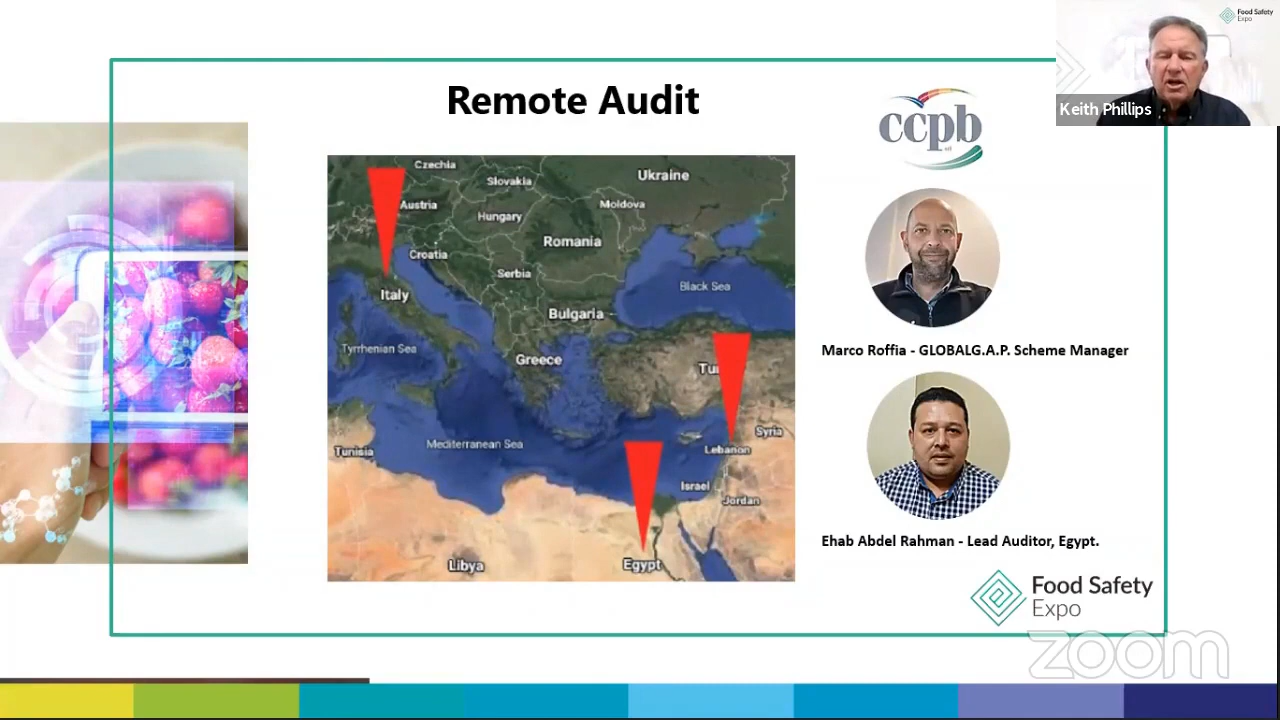 Food Safety
Expo
Keith Phillips
Remote Audit
ccpb
srl
Czechia
Slovakia
Ukraine
Austria
Moldova
Hungary
Romania
Croatia
Serbia
Italy
Black Sea
Bulgaria
Tyrrhenian Sea
Greece
Tu
Mediterranean Sea
Syria
Tunisia
Lebanon
Israel
Jordan
Libya
Egypt
Marco Roffia - GLOBALG.A.P. Scheme Manager
Ehab Abdel Rahman - Lead Auditor, Egypt.
Food Safety
Expo
zoom